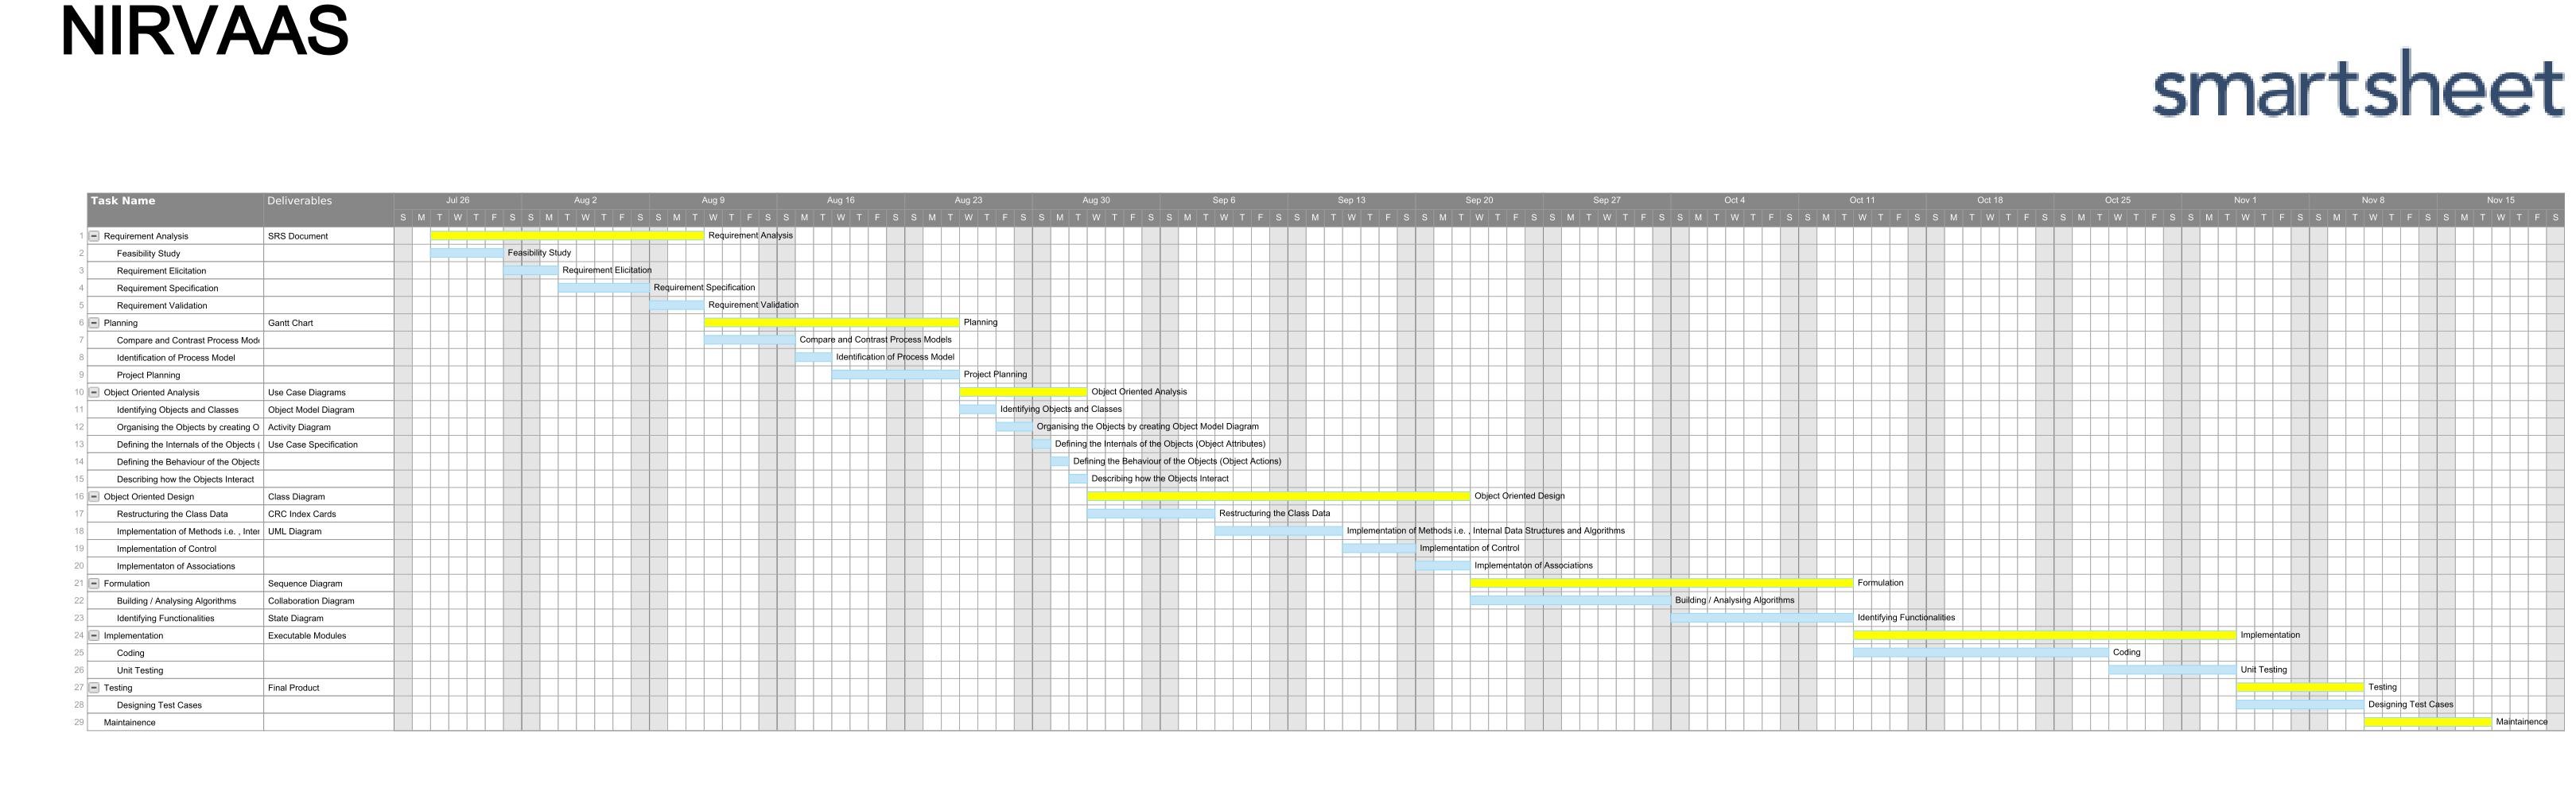 NIRVAAS
smartsheet
Task Name Deliverables Jul 26 Aug 2 Aug 9 Aug 16 Aug 23 Aug 30 Sep 6 Sep 13 Sep 20 Sep 27 Oct 4 Oct 11 Oct 18 Oct 25 Nov 1 Nov 8 Nov 15
S M T W T F S S M T W T F S S M T W T F S S M T W T F S S M T W T F S S M T W T F S S M T W T F S S M T W T F S S M T W T F S S M T W T F S S M T W T F S S M T W T F S S M T W T F S S M T W T F S S M T W T F S S M T W T F S S M T W T F S
1 Requirement Analysis SRS Document Requirement Analysis
2 Feasibility Study Feasibility Study
3 Requirement Elicitation Requirement Elicitation
4 Requirement Specification Requirement Specification
5 Requirement Validation Requirement Validation
6 Planning Gantt Chart Planning
7 Compare and Contrast Process Mode Compare and Contrast Process Models
8 Identification of Process Model Identification of Process Model
9 Project Planning Project Planning
10 Object Oriented Analysis Use Case Diagrams Object Oriented Analysis
11 Identifying Objects and Classes Object Model Diagram Identifying Objects and Classes
12 Organising the Objects by creating O Activity Diagram Organising the Objects by creating Object Model Diagram
13 Defining the Internals of the Objects ( Use Case Specification Defining the Internals of the Objects (Object Attributes)
14 Defining the Behaviour of the Objects Defining the Behaviour of the Objects (Object Actions)
15 Describing how the Objects Interact Describing how the Objects Interact
16 Object Oriented Design Class Diagram Object Oriented Design
17 Restructuring the Class Data CRC Index Cards Restructuring the Class Data
18 Implementation of Methods i.e. , Inter UML Diagram Implementation of Methods i.e. , Internal Data Structures and Algorithms
19 Implementation of Control Implementation of Control
20 Implementaton of Associations Implementaton of Associations
21 Formulation Sequence Diagram Formulation
22 Building / Analysing Algorithms Collaboration Diagram Building / Analysing Algorithms
23 Identifying Functionalities State Diagram Identifying Functionalities
24 Implementation Executable Modules Implementation
25 Coding Coding
26 Unit Testing Unit Testing
27 Testing Final Product Testing
28 Designing Test Cases Designing Test Cases
29 Maintainence Maintainence